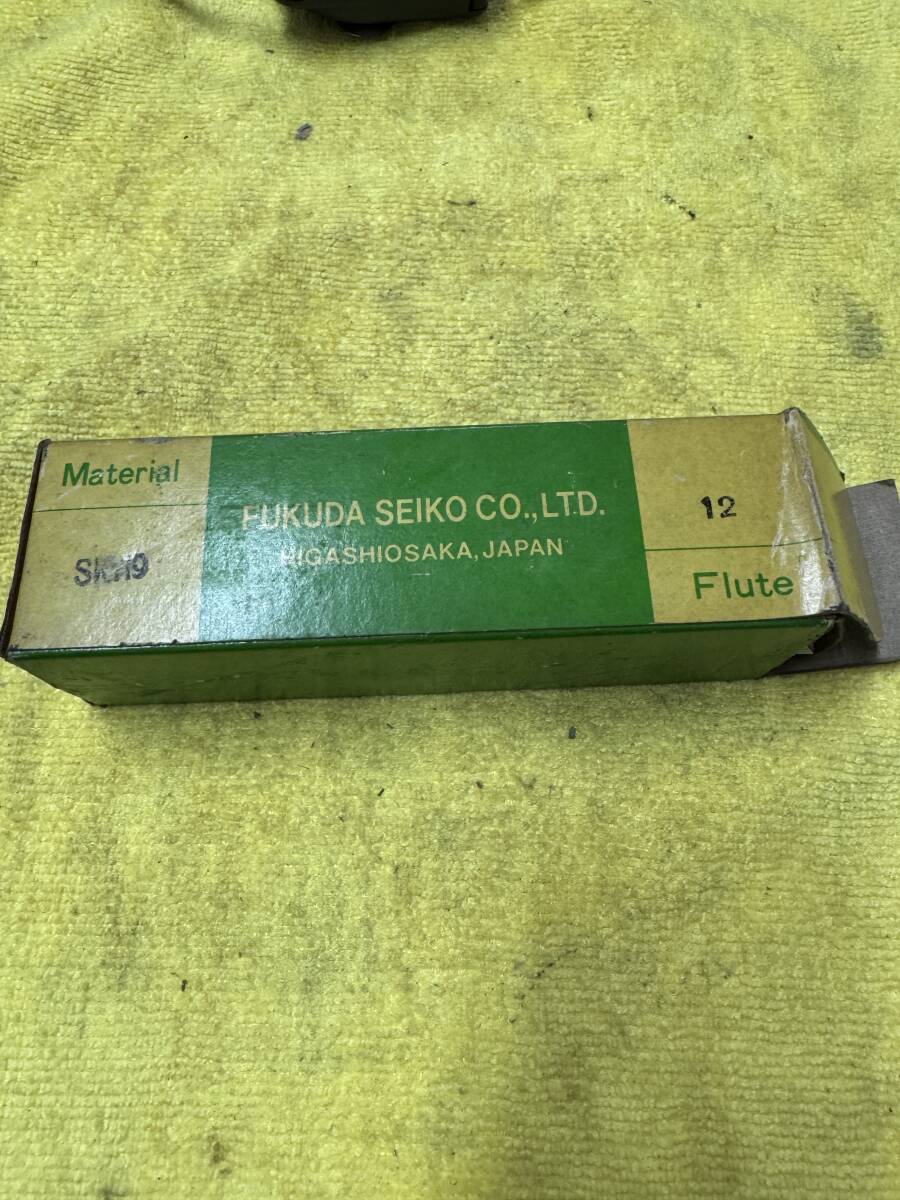 Material
SKH9
FUKUDA SEIKO CO.,LTD.
HIGASHIOSAKA, JAPAN
12
Flute